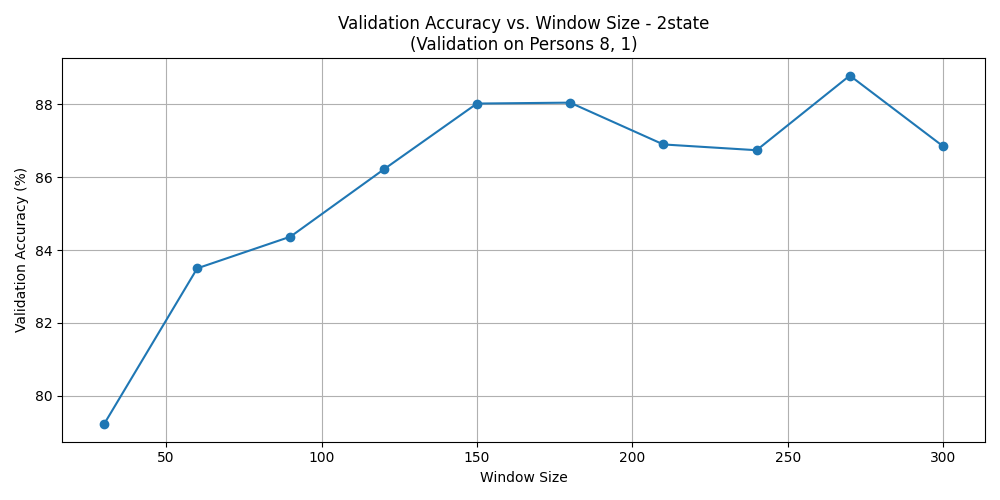 Validation Accuracy vs. Window Size - 2state
(Validation on Persons 8, 1)
Validation Accuracy (%)
88
86
84
82
80
50
100
150
200
250
300
Window Size